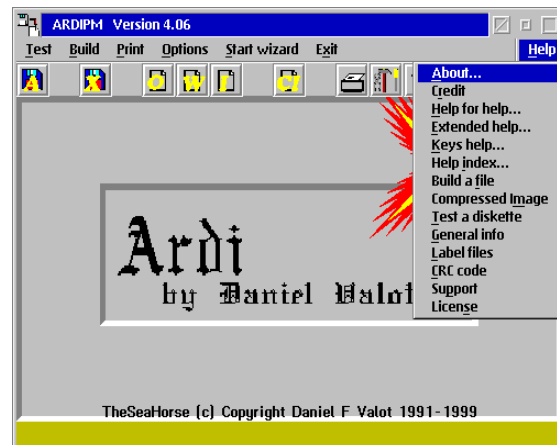 ARDIPM Version 4.06
Test Build Print Options Start wizard Exit Help
About...
Credit
Help for help...
Extended help...
Keys help...
Help index...
Build a file
Compressed Image
Test a diskette
General info
Label files
CRC code
Support
License
Ardi
by Daniel Valot
TheSeaHorse (c) Copyright Daniel F Valot 1991-1999